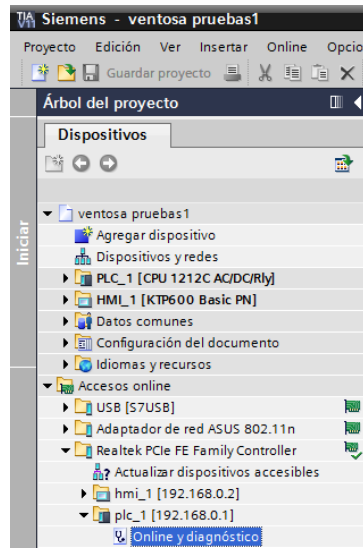 TIA V11 Siemens - ventosa pruebas1
Proyecto Edición Ver Insertar Online Opcio
Guardar proyecto
Árbol del proyecto
Dispositivos
Iniciar
ventosa pruebas1
Agregar dispositivo
Dispositivos y redes
PLC_1 [CPU 1212C AC/DC/Rly]
HMI_1 [KTP600 Basic PN]
Datos comunes
Configuración del documento
Idiomas y recursos
Accesos online
USB [S7USB]
Adaptador de red ASUS 802.11n
Realtek PCIe FE Family Controller
Actualizar dispositivos accesibles
hmi_1 [192.168.0.2]
plc_1 [192.168.0.1]
Online y diagnóstico